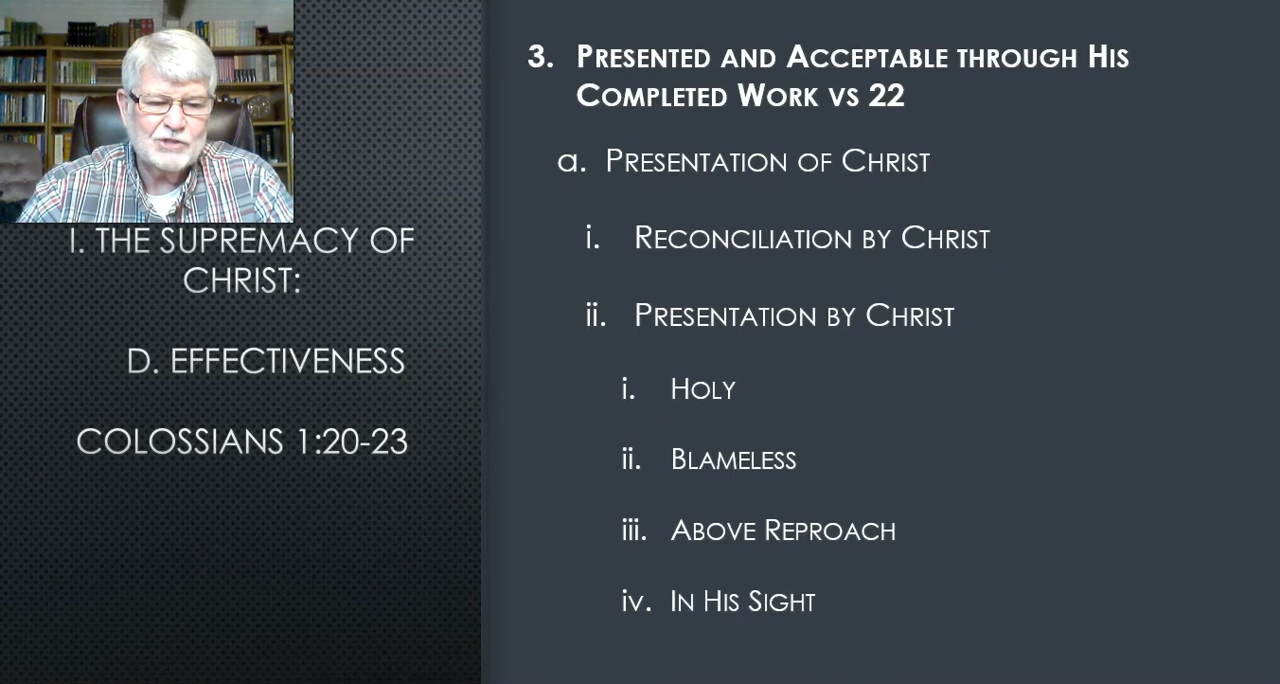 I. THE SUPREMACY OF
CHRIST:
D. EFFECTIVENESS
COLOSSIANS 1:20-23
3. PRESENTED AND ACCEPTABLE THROUGH HIS
COMPLETED WORK VS 22
a. PRESENTATION OF CHRIST
i. RECONCILIATION BY CHRIST
ii. PRESENTATION BY CHRIST
i. HOLY
ii. BLAMELESS
iii. ABOVE REPROACH
iv. IN HIS SIGHT